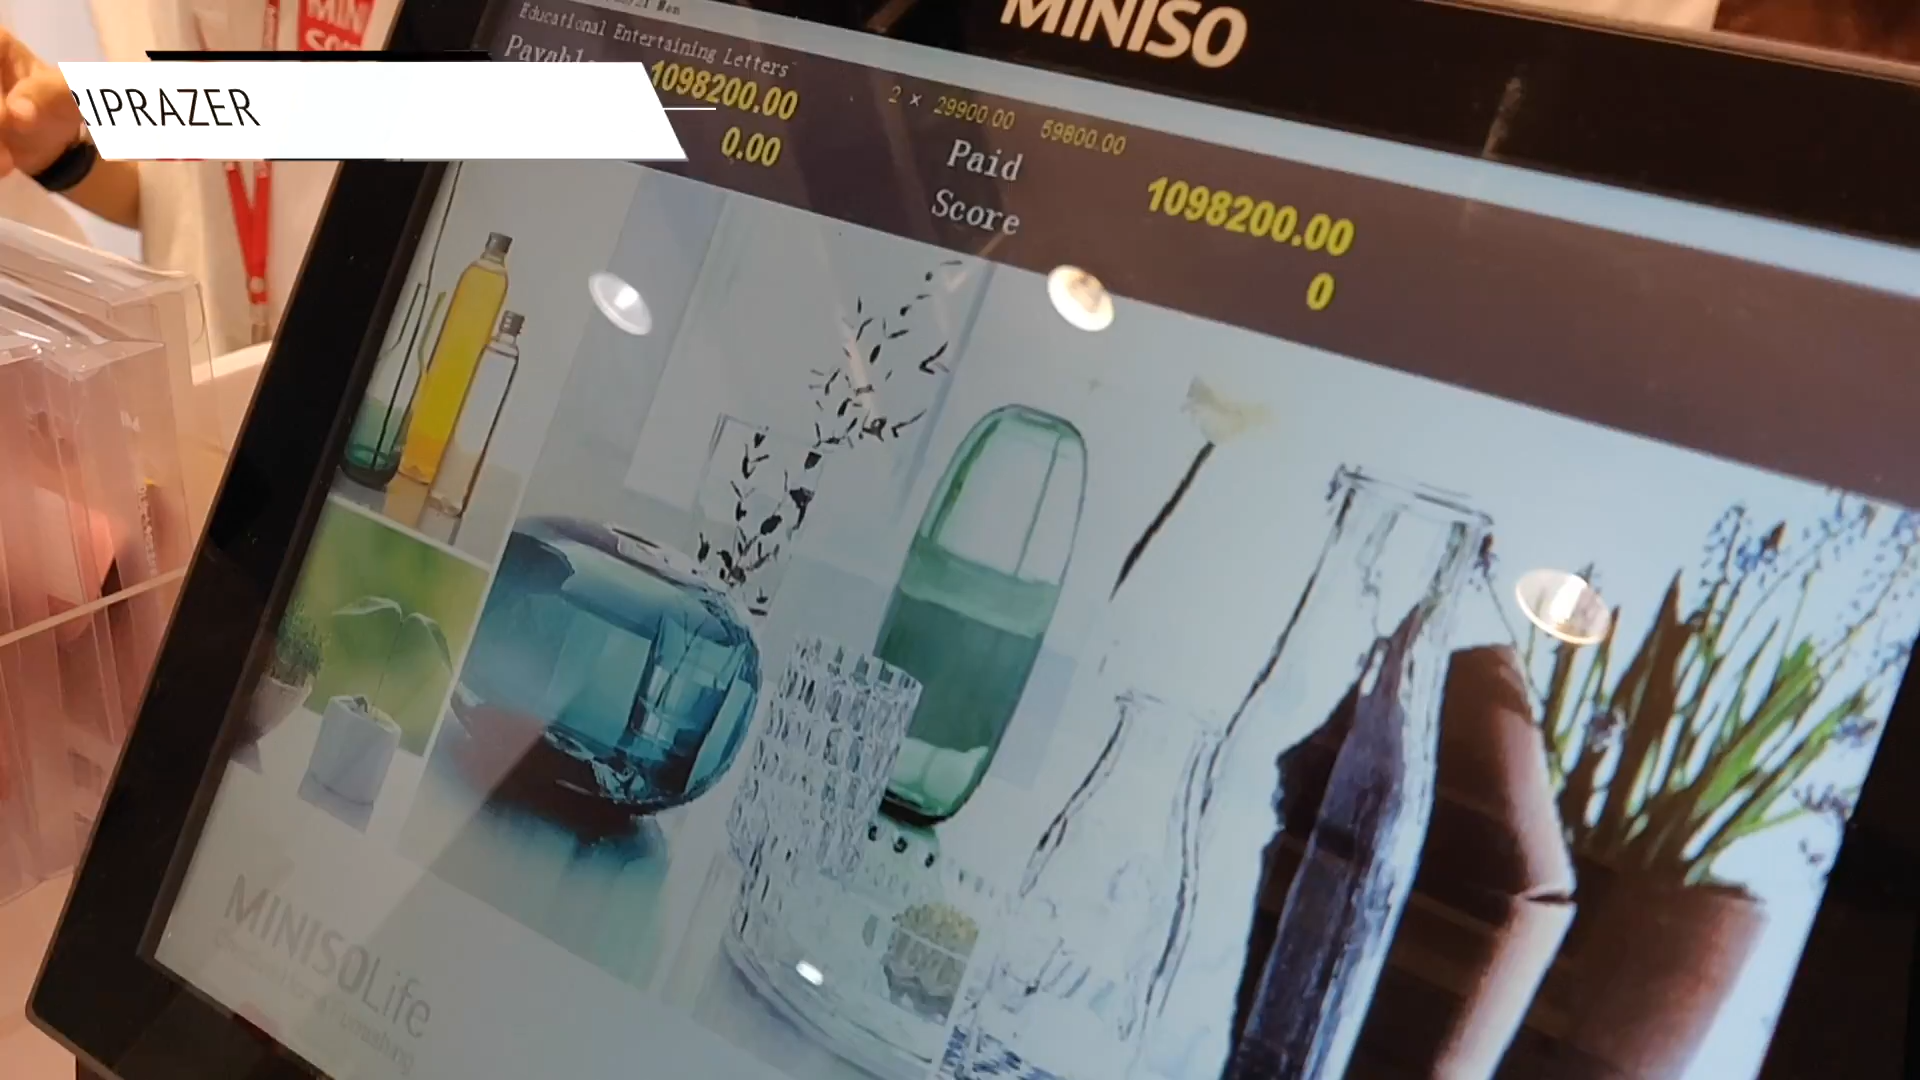 MINISO
MIN
Educational Entertaining Letters
1098200.00
2 × 29900.00 59800.00
0.00
Paid
1098200.00
Score
0
RIPRAZER
MINISOLife